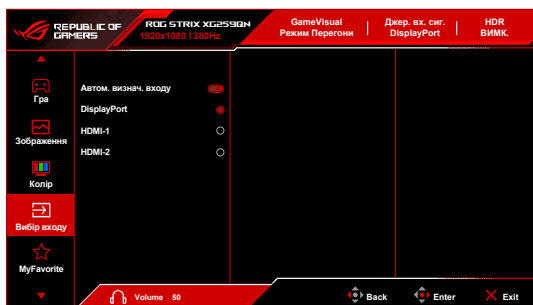 REPUBLIC OF
GAMERS
ROG STRIX XG259QN
1920x1080 | 380Hz
GameVisual
Режим Перегони
Джер. вх. сиг.
DisplayPort
HDR
ВИМК.
Гра
Зображення
Колір
Вибір входу
MyFavorite
Автом. визнач. входу
DisplayPort
HDMI-1
HDMI-2
Volume 50
Back
Enter
Exit